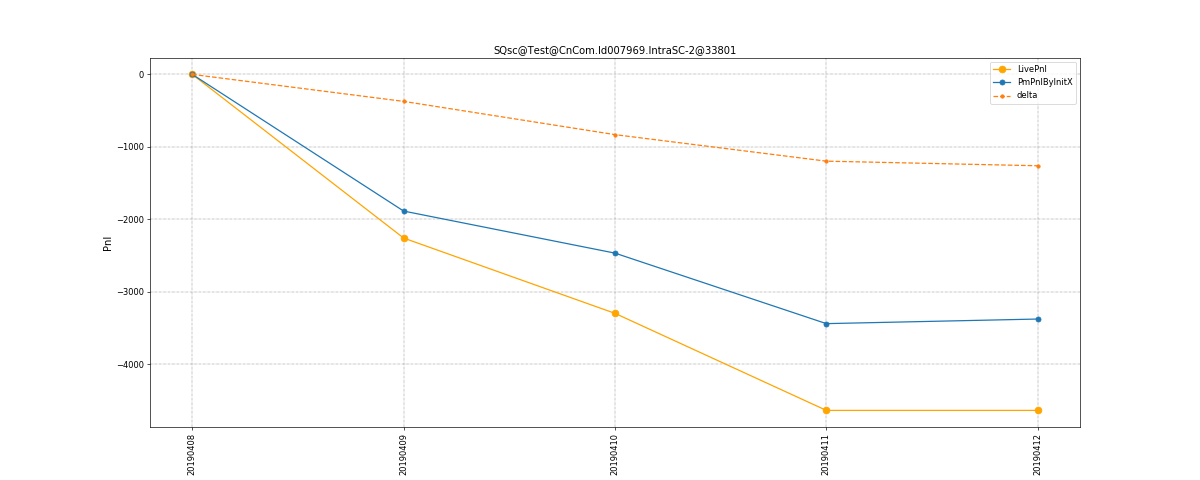 SQsc@Test@CnCom.Id007969.IntraSC-2@33801
LivePnl
PmPnlByInitX
delta
0
−1000
−2000
−3000
−4000
Pnl
20190408
20190409
20190410
20190411
20190412